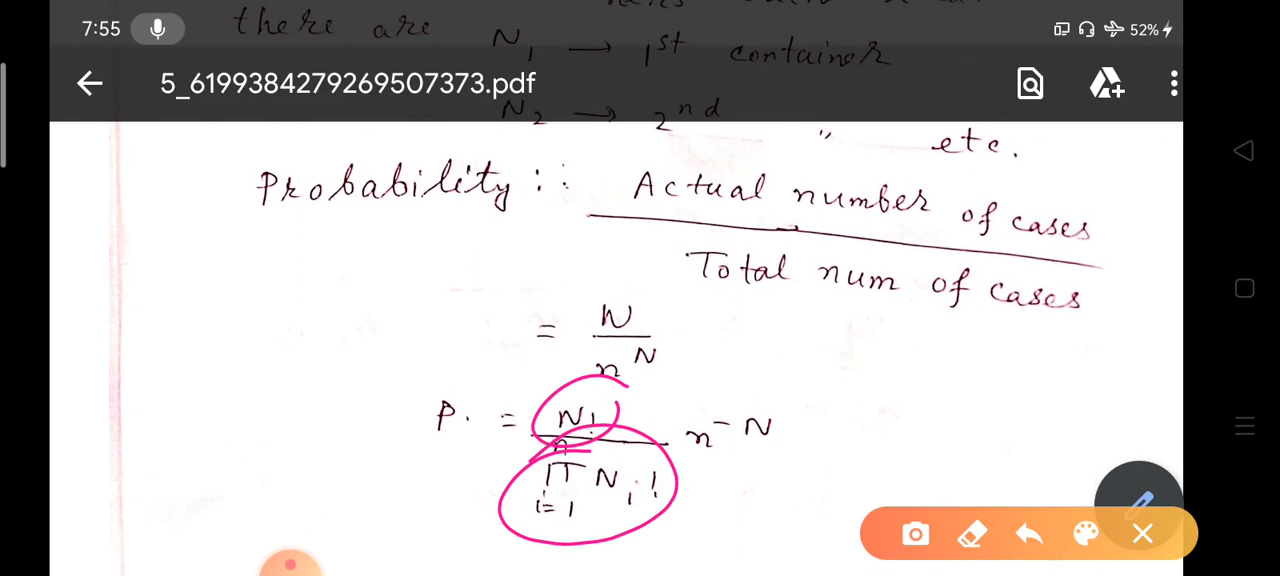 there are
7:55
52%
N₁ → 1st container
5_6199384279269507373.pdf
N₂ → 2nd " etc.
Probability :∴ Actual number of cases
Total num of cases
= W
n^N
P. = N!
n
Π Nᵢ!
i=1
n^-N